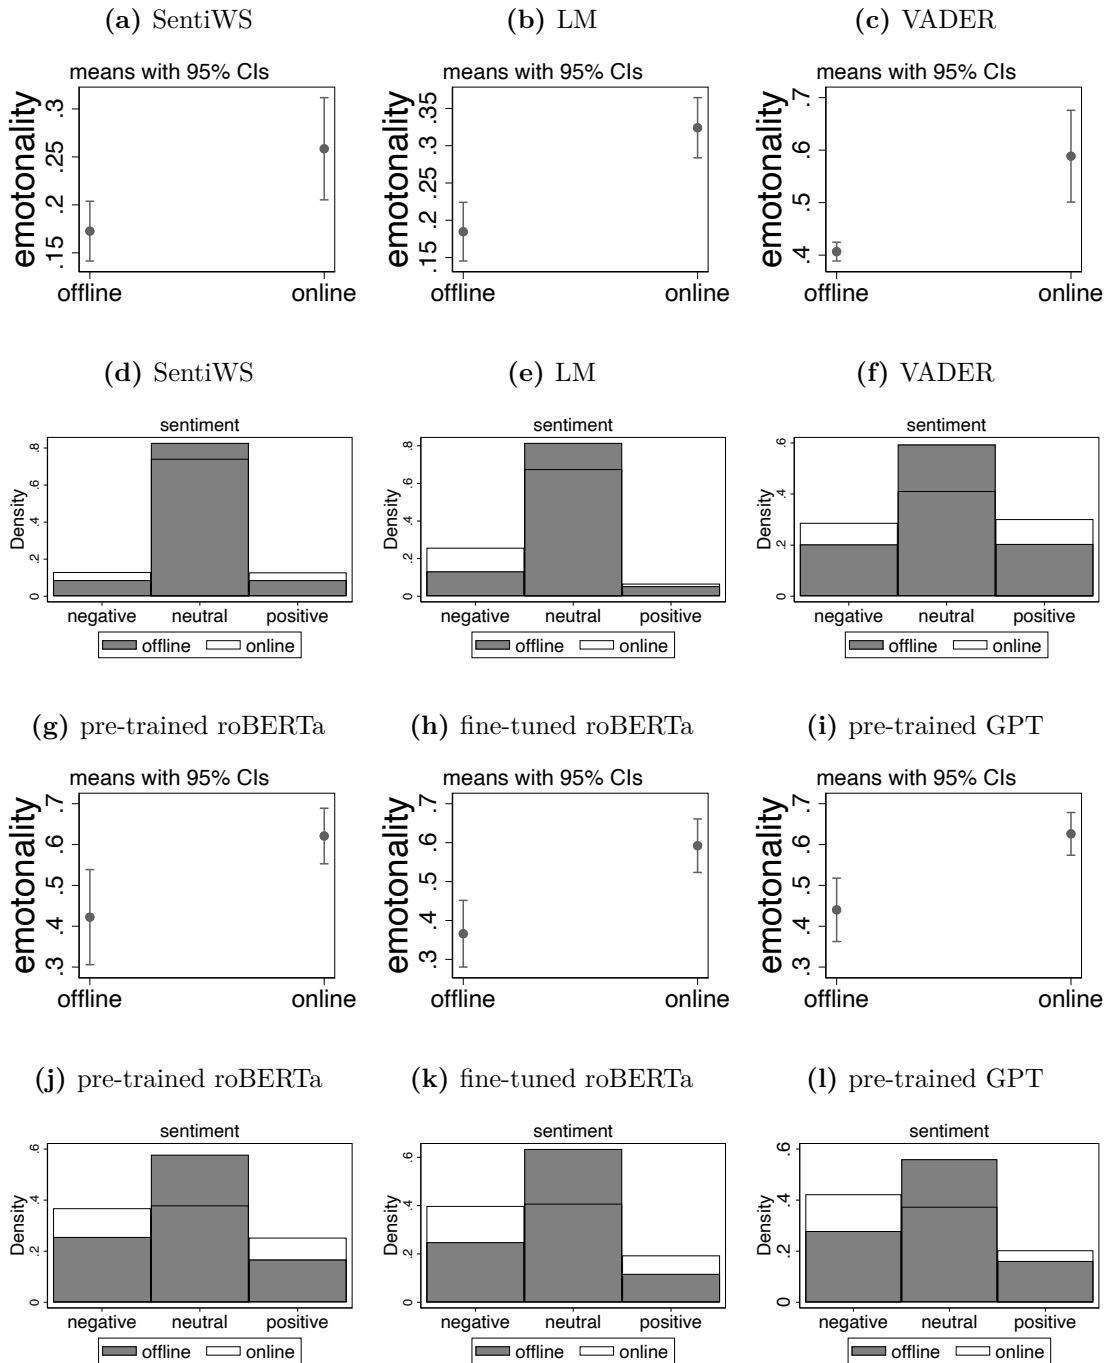 (a) SentiWS
(b) LM
(c) VADER
means with 95% CIs
means with 95% CIs
means with 95% CIs
emotonality
.15 .2 .25 .3
offline online
emotonality
.15 .2 .25 .3 .35
offline online
emotonality
.4 .5 .6 .7
offline online
(d) SentiWS
(e) LM
(f) VADER
sentiment
Density
0 .2 .4 .6 .8
negative neutral positive
offline online
sentiment
0 .2 .4 .6 .8
negative neutral positive
offline online
sentiment
Density
0 .2 .4 .6
negative neutral positive
offline online
(g) pre-trained roBERTa
(h) fine-tuned roBERTa
(i) pre-trained GPT
means with 95% CIs
means with 95% CIs
means with 95% CIs
emotonality
.3 .4 .5 .6 .7
offline online
emotonality
.3 .4 .5 .6 .7
offline online
emotonality
.3 .4 .5 .6 .7
offline online
(j) pre-trained roBERTa
(k) fine-tuned roBERTa
(l) pre-trained GPT
sentiment
Density
0 .2 .4 .6
negative neutral positive
offline online
sentiment
Density
0 .2 .4 .6
negative neutral positive
offline online
sentiment
Density
0 .2 .4 .6
negative neutral positive
offline online